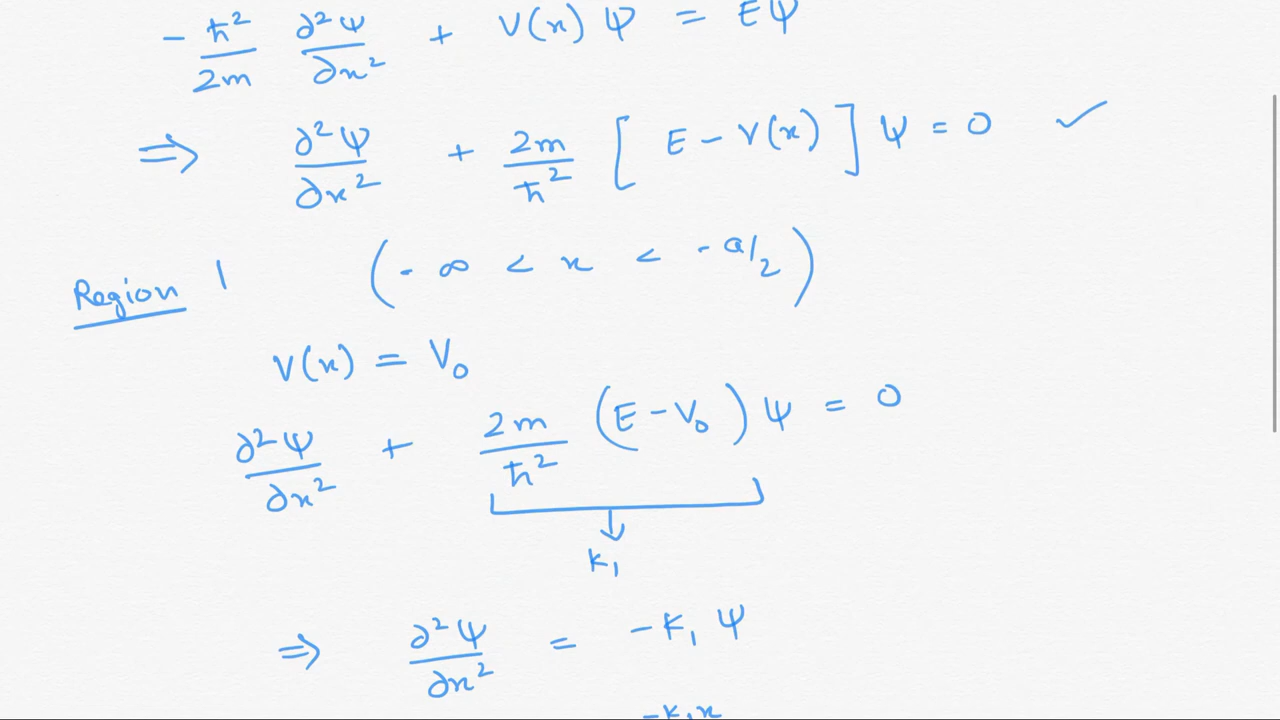 - ħ²/2m ∂²Ψ/∂x² + V(x) Ψ = EΨ
⇒ ∂²Ψ/∂x² + 2m/ħ² [ E - V(x) ] Ψ = 0 ✓
Region 1 (-∞ < x < -a/2)
V(x) = V₀
∂²Ψ/∂x² + 2m/ħ² (E - V₀) Ψ = 0
↓
k₁
⇒ ∂²Ψ/∂x² = -k₁ Ψ
-k₁x